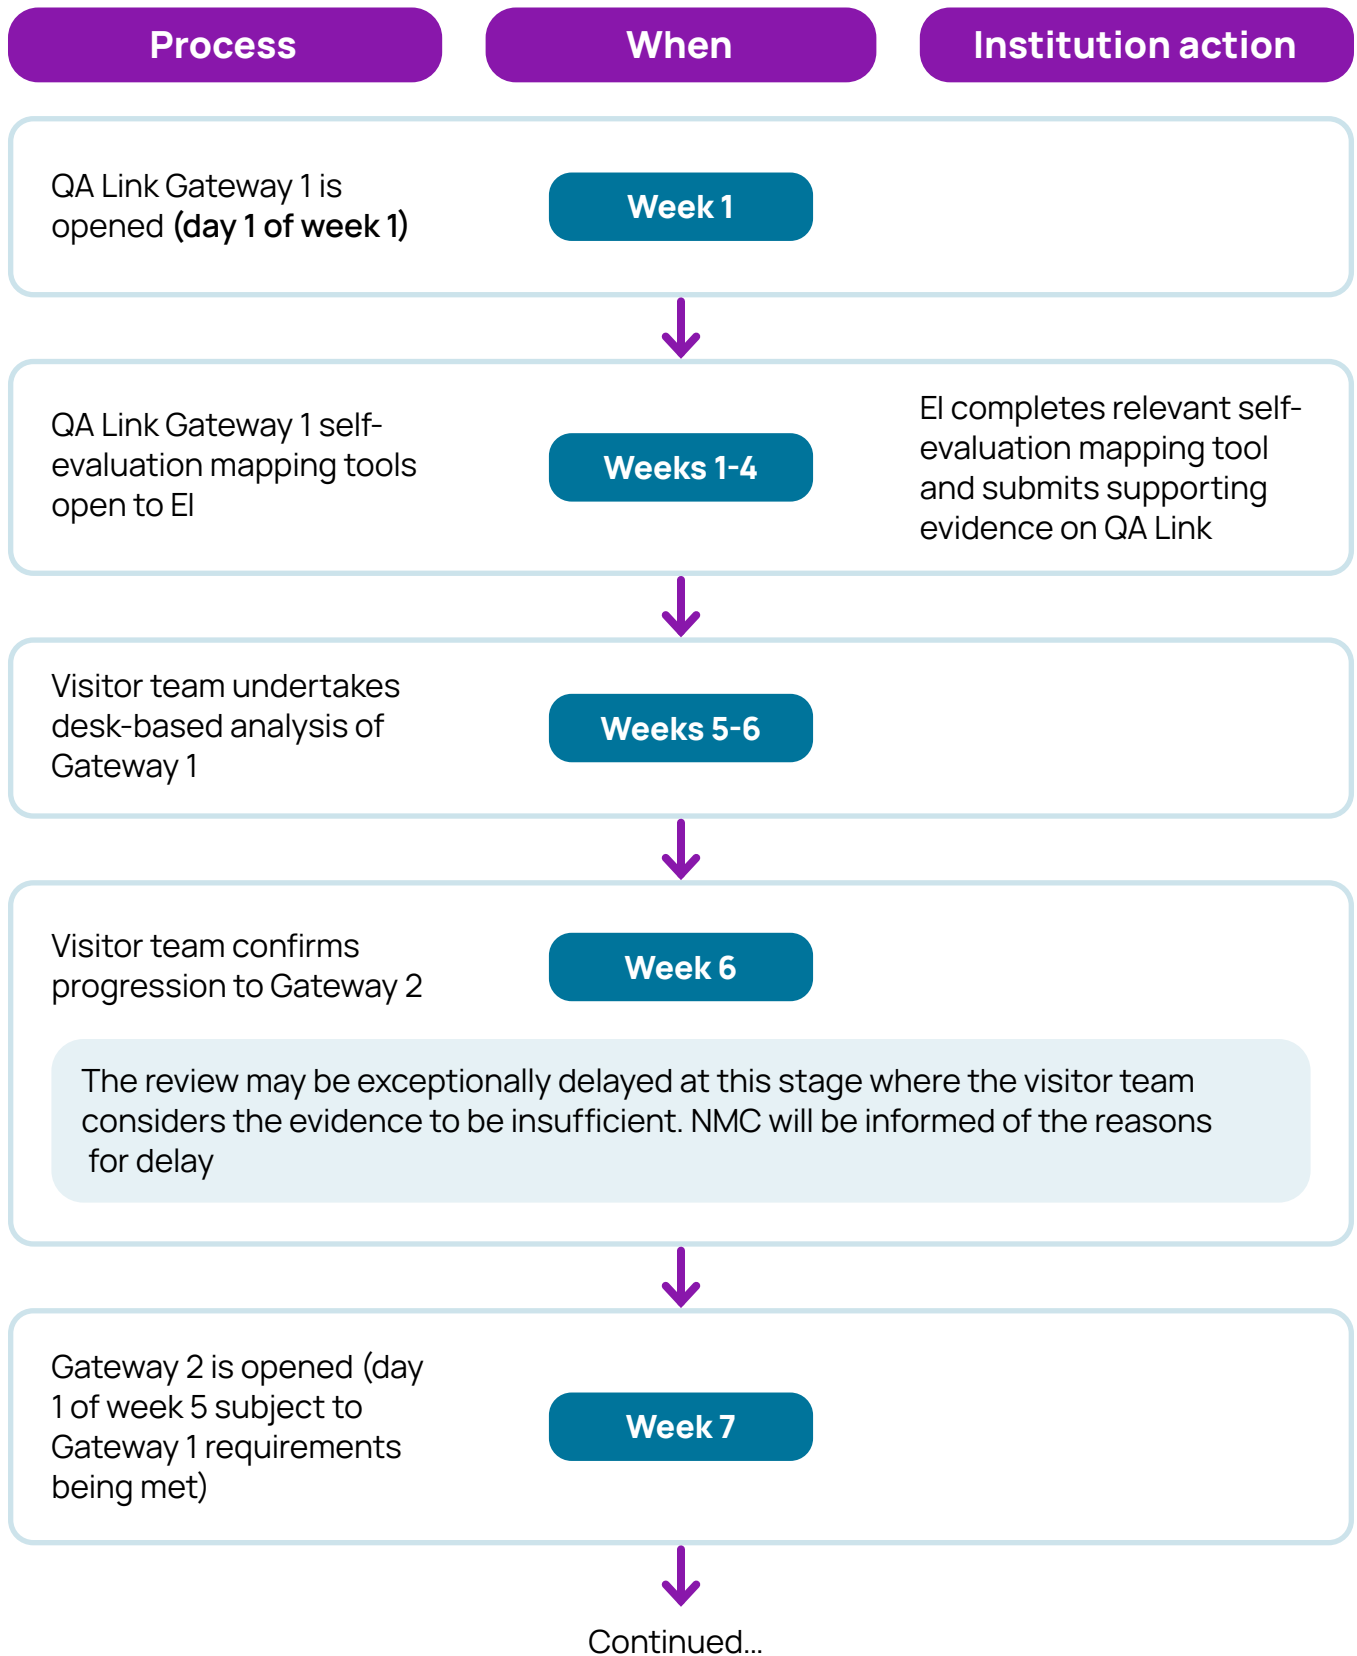 Process
When
Institution action
QA Link Gateway 1 is
opened (day 1 of week 1)
Week 1
QA Link Gateway 1 self-
evaluation mapping tools
open to EI
Weeks 1-4
EI completes relevant self-
evaluation mapping tool
and submits supporting
evidence on QA Link
Visitor team undertakes
desk-based analysis of
Gateway 1
Weeks 5-6
Visitor team confirms
progression to Gateway 2
Week 6
The review may be exceptionally delayed at this stage where the visitor team
considers the evidence to be insufficient. NMC will be informed of the reasons
for delay
Gateway 2 is opened (day
1 of week 5 subject to
Gateway 1 requirements
being met)
Week 7
Continued...